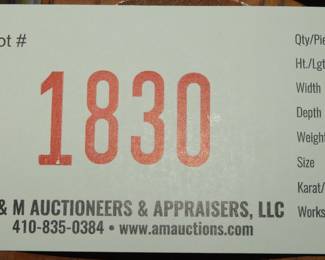 ot #
1830
& M AUCTIONEERS & APPRAISERS, LLC
410-835-0384 • www.amauctions.com
Qty/Pie
Ht./Lgt
Width
Depth
Weight
Size
Karat/
Works